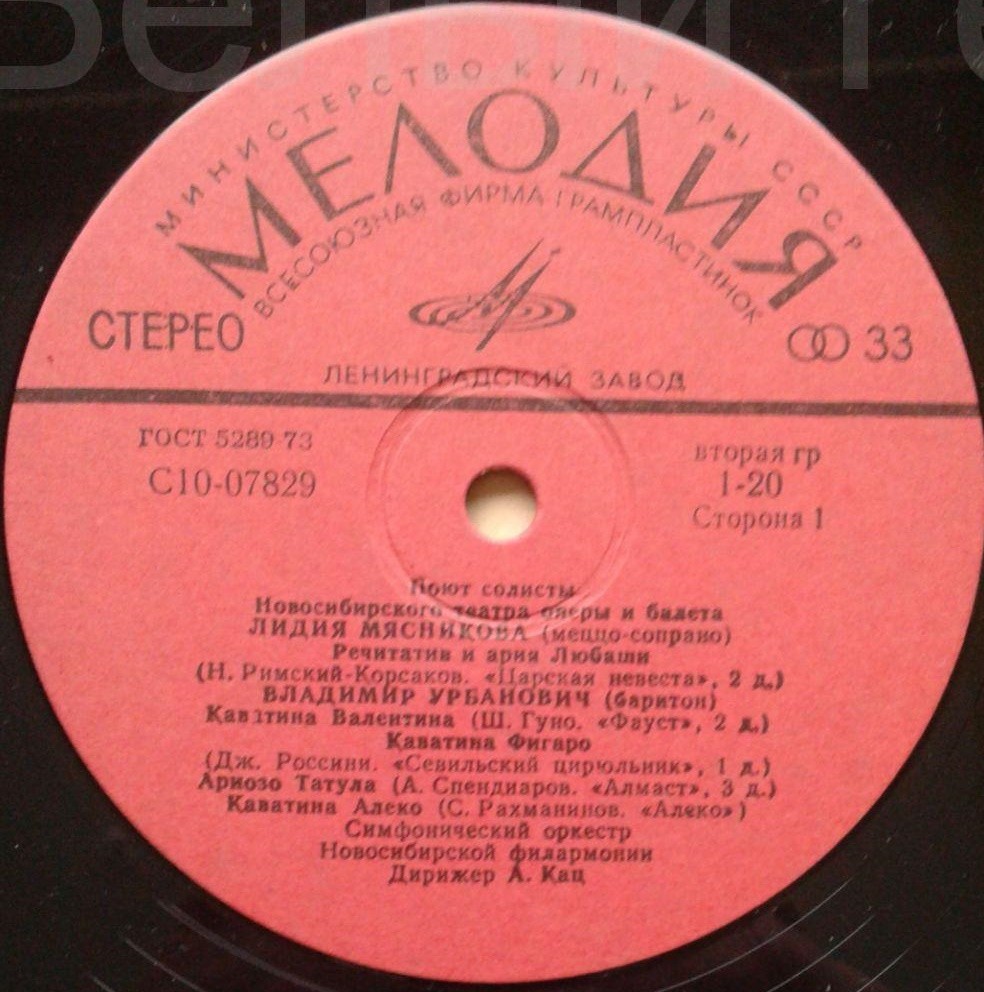 МИНИСТЕРСТВО КУЛЬТУРЫ СССР
МЕЛОДИЯ
ВСЕСОЮЗНАЯ ФИРМА ГРАМПЛАСТИНОК
СТЕРЕО
33
ЛЕНИНГРАДСКИЙ ЗАВОД
ГОСТ 5289-73
С10-07829
вторая гр
1-20
Сторона 1
Поют солисты
Новосибирского театра оперы и балета
ЛИДИЯ МЯСНИКОВА (меццо-сопрано)
Речитатив и ария Любаши
(Н. Римский-Корсаков. «Царская невеста», 2 д.)
ВЛАДИМИР УРБАНОВИЧ (баритон)
Каватина Валентина (Ш. Гуно. «Фауст», 2 д.)
Каватина Фигаро
(Дж. Россини. «Севильский цирюльник», 1 д.)
Ариозо Татула (А. Спендиаров. «Алмаст», 3 д.)
Каватина Алеко (С. Рахманинов. «Алеко»)
Симфонический оркестр
Новосибирской филармонии
Дирижер А. Кац